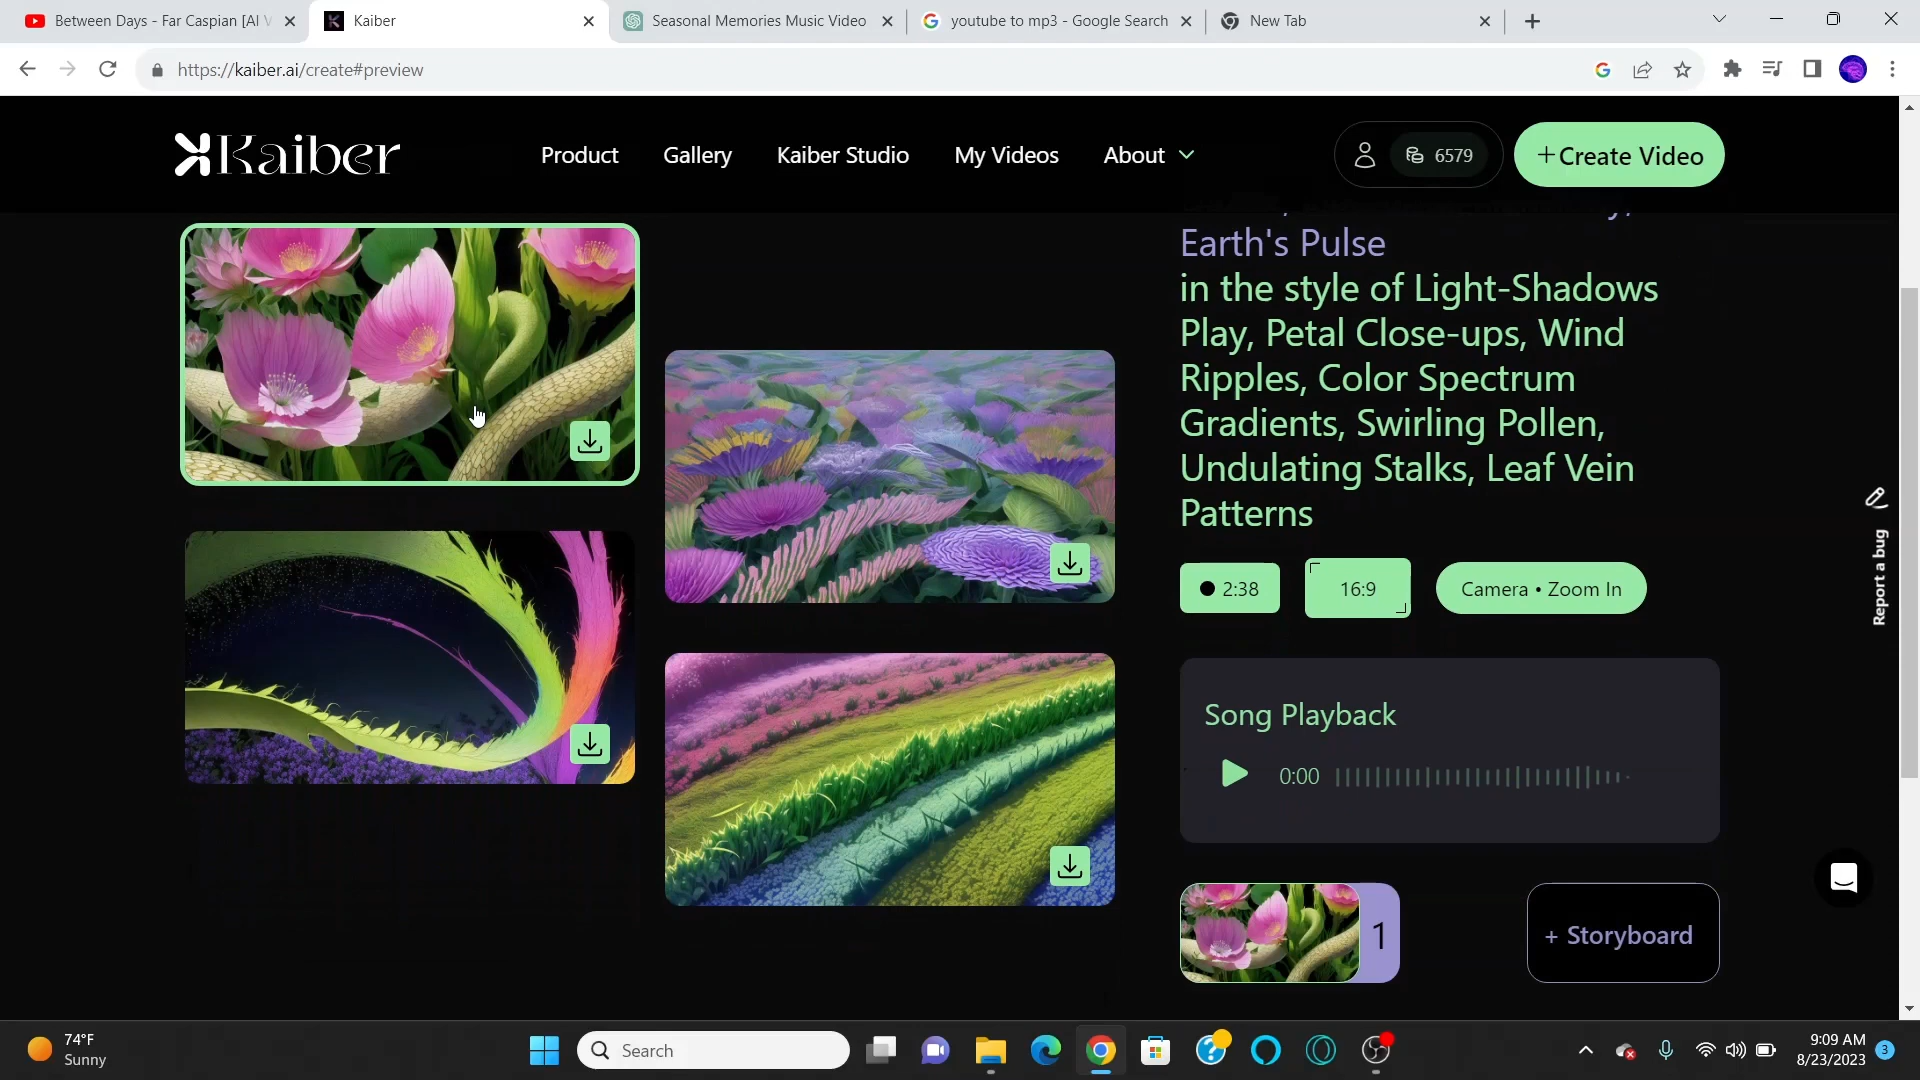 Between Days - Far Caspian [AI V
Kaiber
Seasonal Memories Music Video
youtube to mp3 - Google Search
New Tab
https://kaiber.ai/create#preview
Kaiber
Product
Gallery
Kaiber Studio
My Videos
About
6579
+Create Video
Earth's Pulse
in the style of Light-Shadows
Play, Petal Close-ups, Wind
Ripples, Color Spectrum
Gradients, Swirling Pollen,
Undulating Stalks, Leaf Vein
Patterns
2:38
16:9
Camera • Zoom In
Report a bug
Song Playback
0:00
1
+ Storyboard
74°F
Sunny
Search
9:09 AM
8/23/2023
3